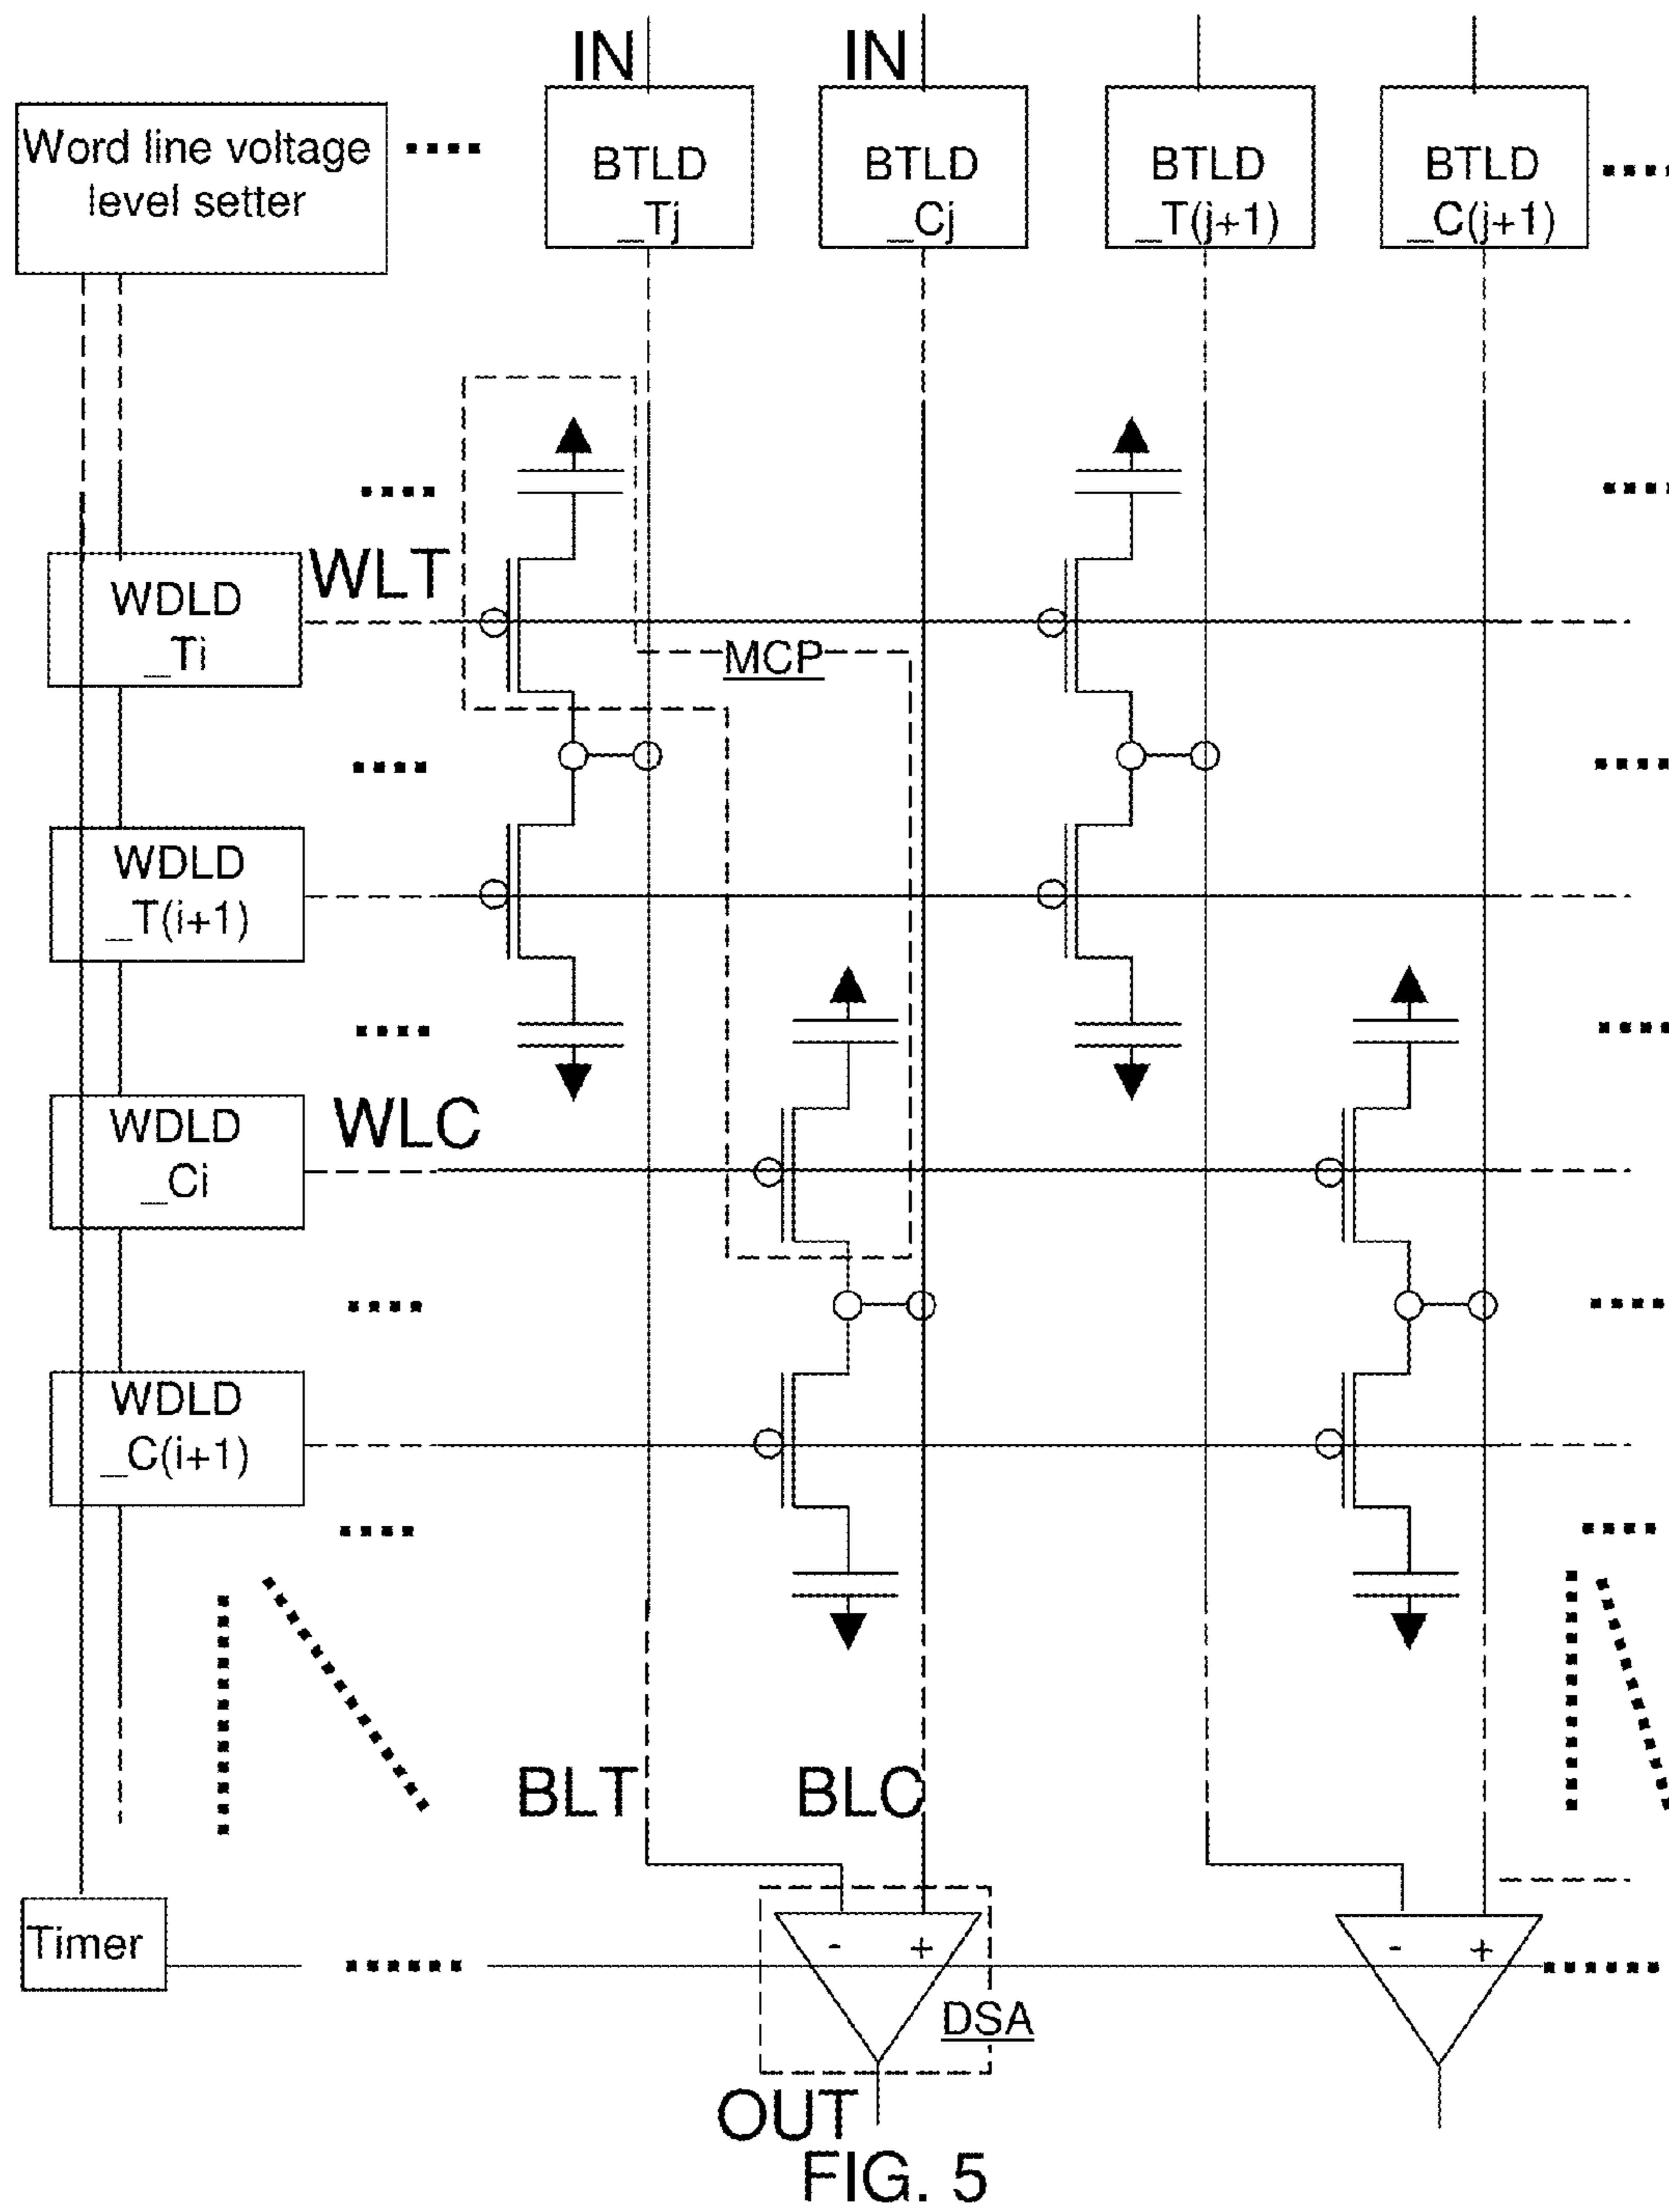 IN
IN
Word line voltage
level setter
BTLD
_Tj
BTLD
_Cj
BTLD
_T(j+1)
BTLD
_C(j+1)
WDLD
_Ti
WLT
MCP
WDLD
_T(i+1)
WDLD
_Ci
WLC
WDLD
_C(i+1)
BLT
BLC
Timer
- +
- +
DSA
OUT
FIG. 5